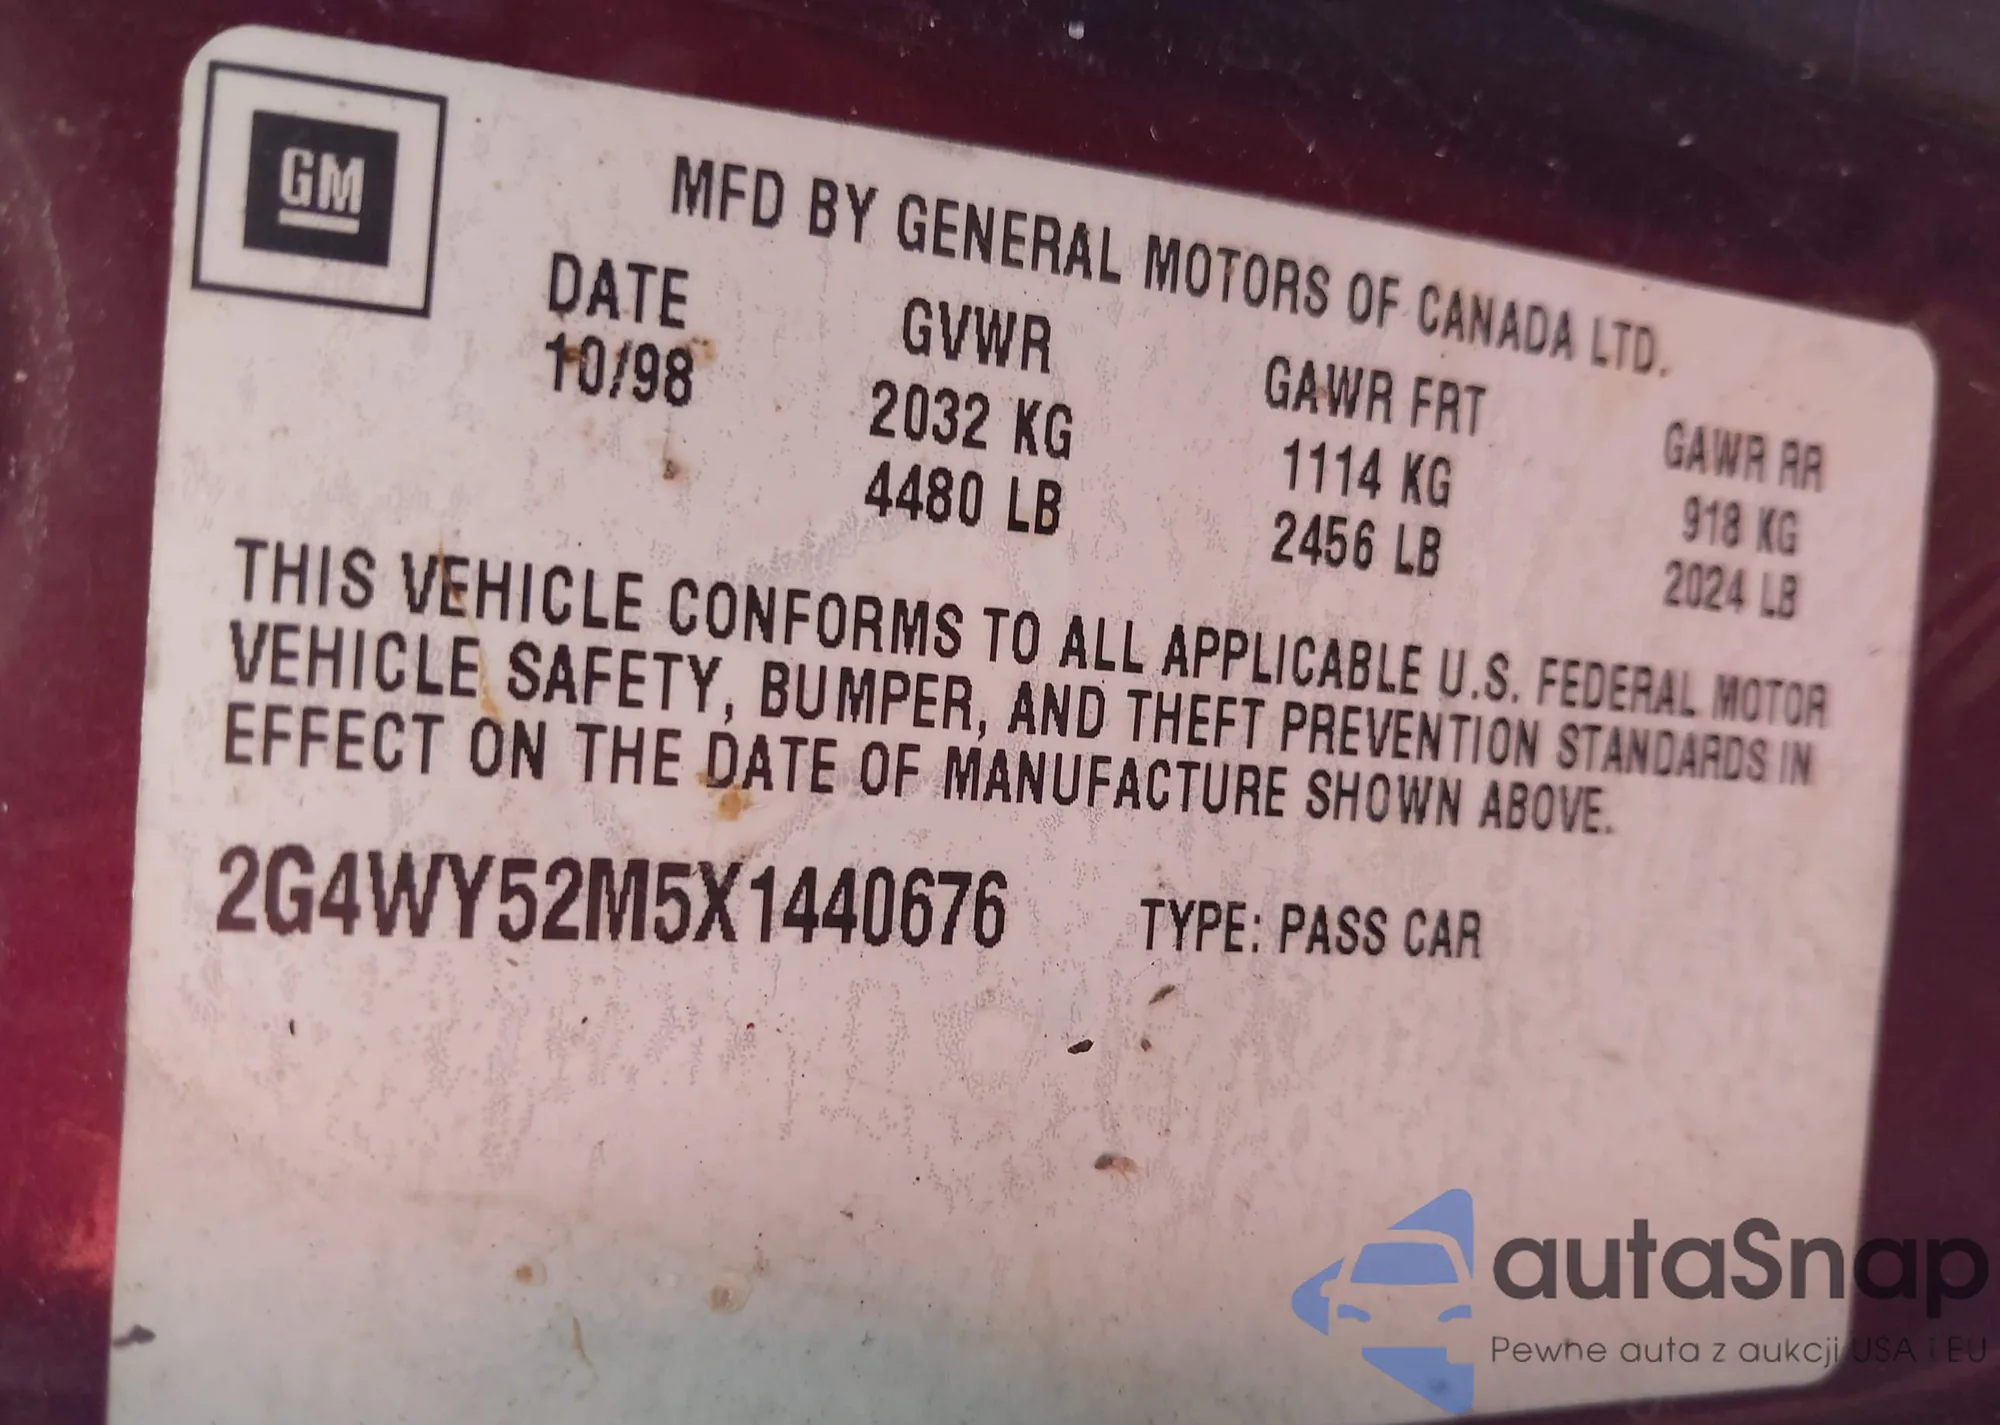 GM
MFD BY GENERAL MOTORS OF CANADA LTD.
DATE GVWR GAWR FRT GAWR RR
10/98 2032 KG 1114 KG 918 KG
4480 LB 2456 LB 2024 LB
THIS VEHICLE CONFORMS TO ALL APPLICABLE U.S. FEDERAL MOTOR
VEHICLE SAFETY, BUMPER, AND THEFT PREVENTION STANDARDS IN
EFFECT ON THE DATE OF MANUFACTURE SHOWN ABOVE.
2G4WY52M5X1440676 TYPE: PASS CAR
autaSnap
Pewne auta z aukcji USA i EU